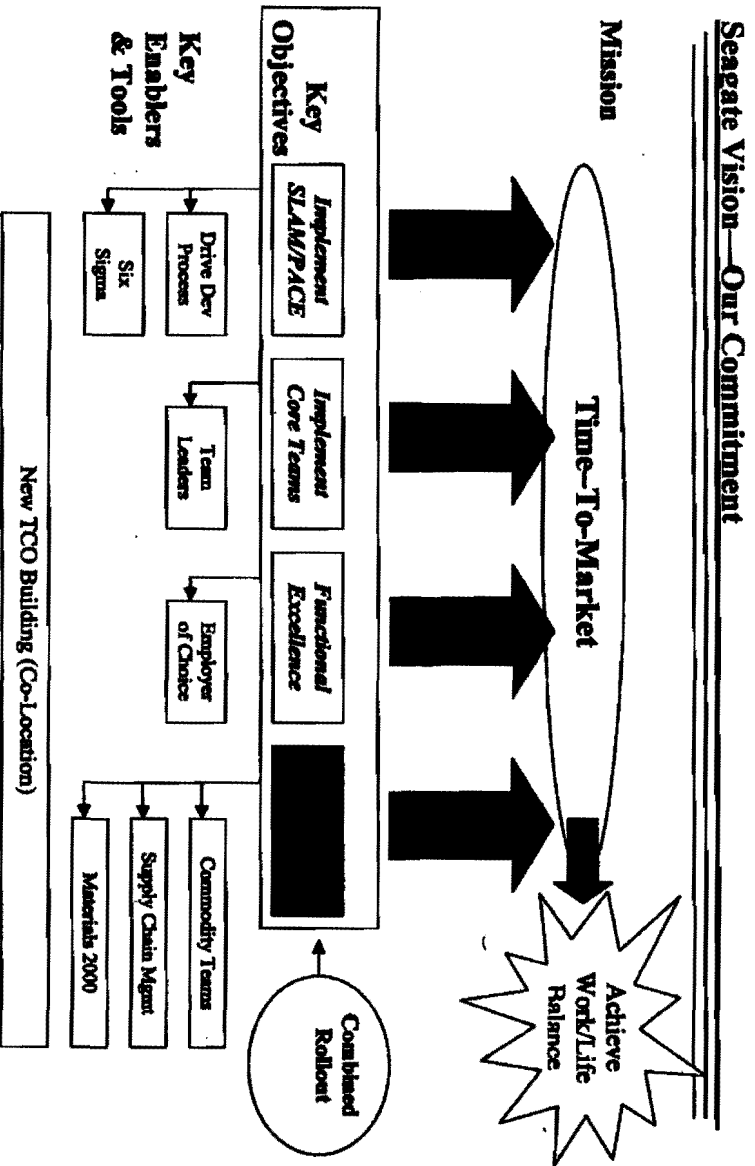 Seagate Vision—Our Commitment
Mission
Time-To-Market
Achieve
Work/Life
Balance
Key
Objectives
Implement
SLAM/PACE
Implement
Core Teams
Functional
Excellence
Combined
Rollout
Key
Enablers
& Tools
Drive Dev
Process
Six
Sigma
Team
Leaders
Employer
of Choice
Commodity Teams
Supply Chain Mgmt
Materials 2000
New TCO Building (Co-Location)